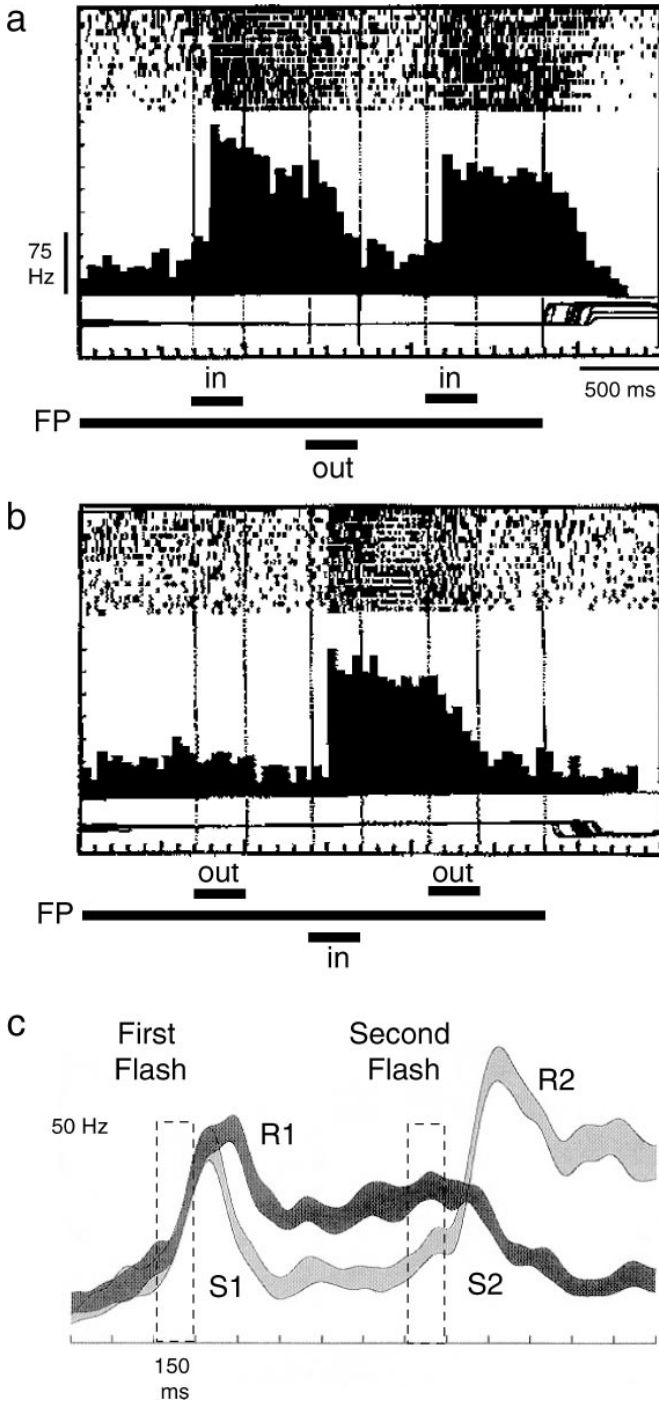 a
75
Hz
in
in
500 ms
FP
out
b
out
out
FP
in
c
First
Flash
Second
Flash
50 Hz
R1
R2
S1
S2
150
ms